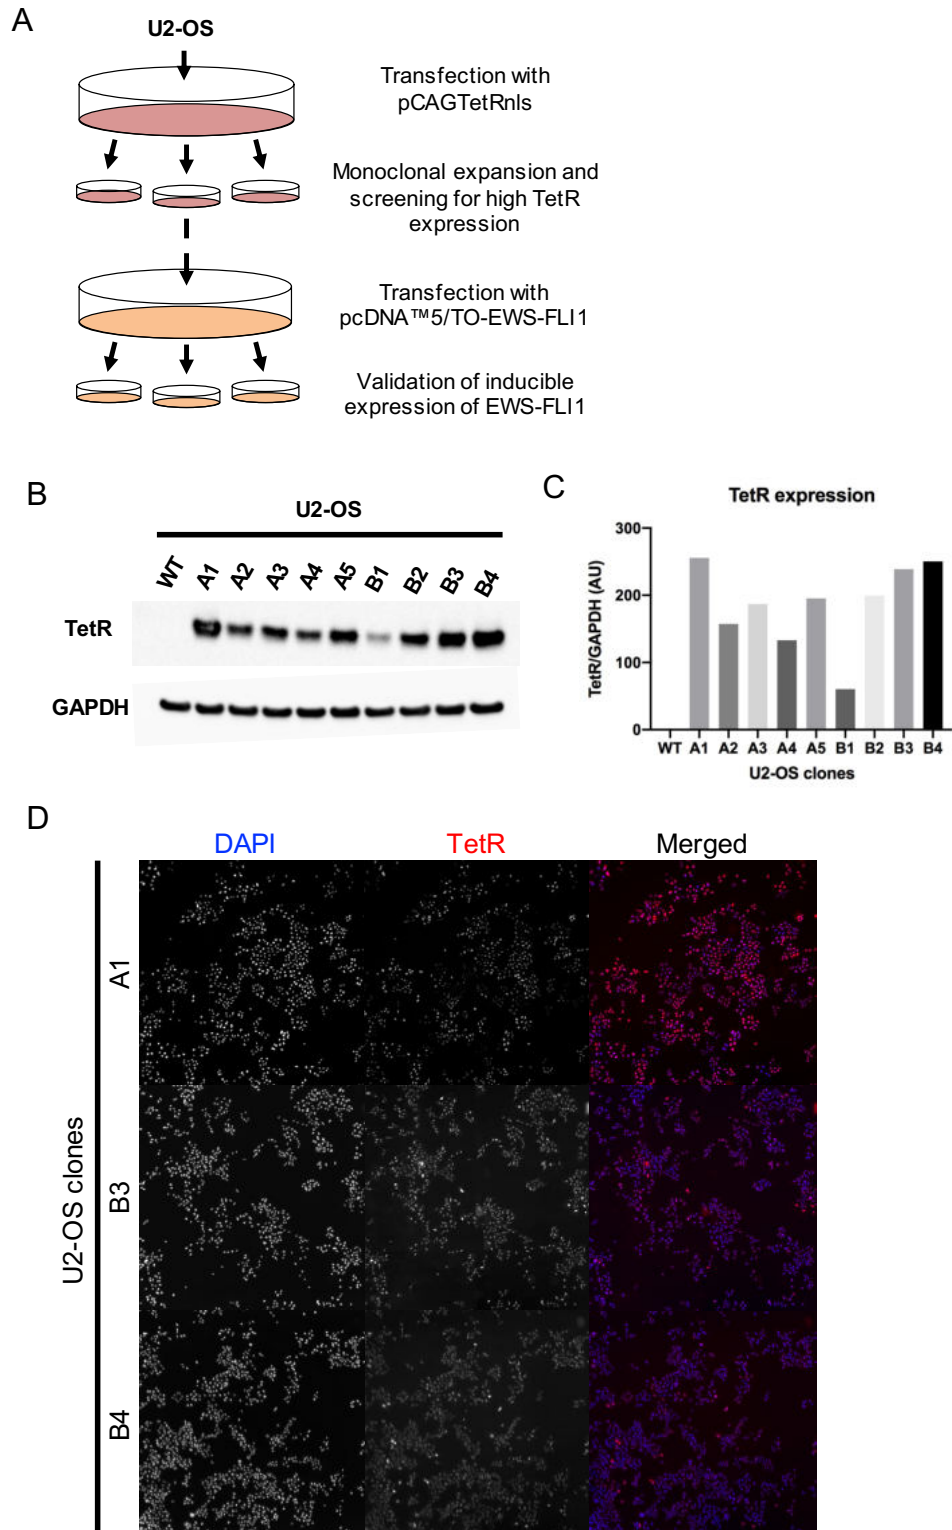 A
U2-OS
Transfection with
pCAGTetRnls
Monoclonal expansion and
screening for high TetR
expression
Transfection with
pcDNA™5/TO-EWS-FLI1
Validation of inducible
expression of EWS-FLI1
B
U2-OS
WT A1 A2 A3 A4 A5 B1 B2 B3 B4
TetR
GAPDH
C
TetR expression
TetR/GAPDH (AU)
300
200
100
0
WT A1 A2 A3 A4 A5 B1 B2 B3 B4
U2-OS clones
D
DAPI TetR Merged
U2-OS clones
A1
B3
B4